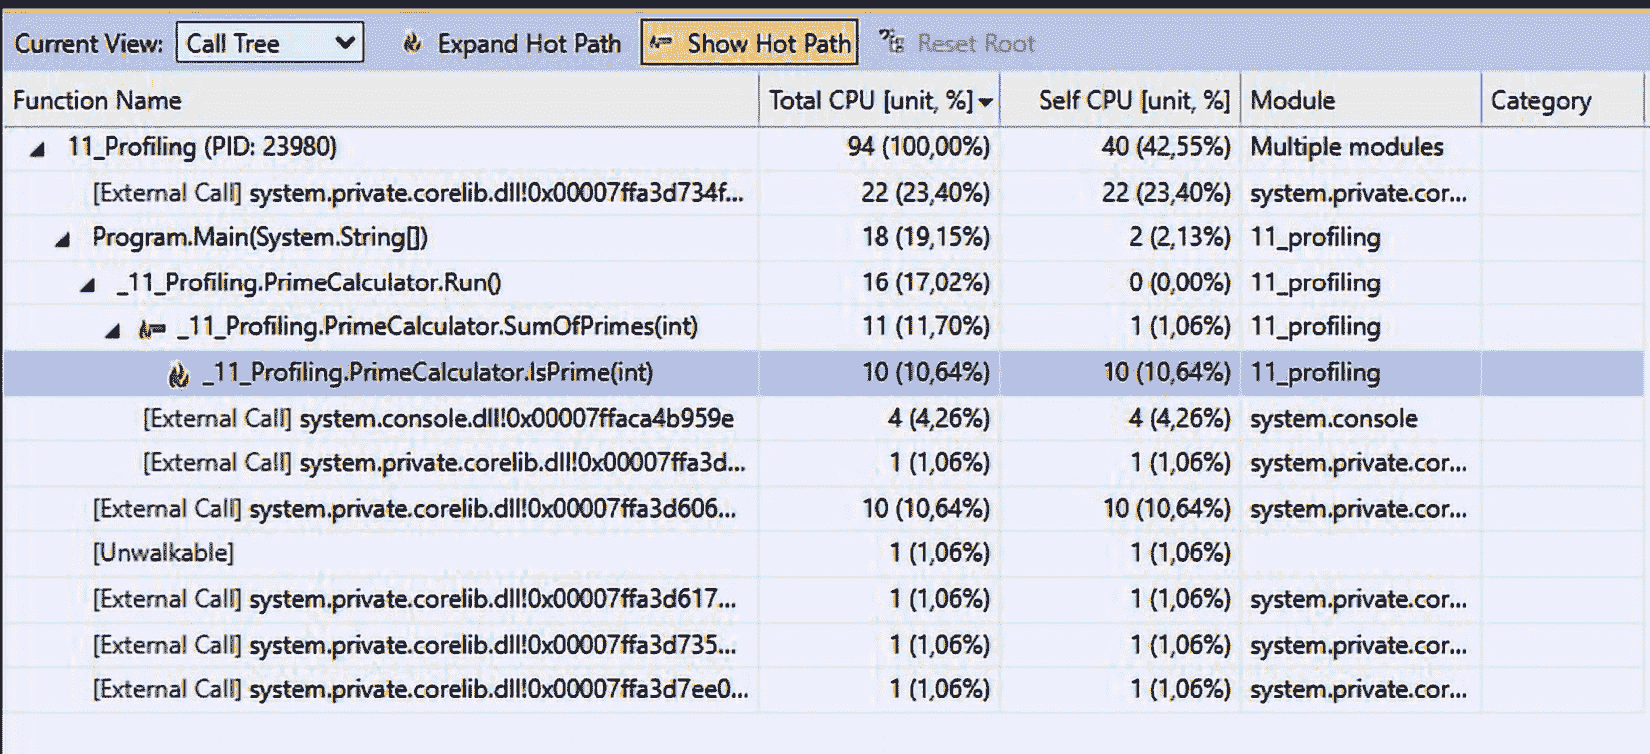 Current View: Call Tree Expand Hot Path Show Hot Path Reset Root
Function Name Total CPU [unit, %] Self CPU [unit, %] Module Category
11_Profiling (PID: 23980) 94 (100,00%) 40 (42,55%) Multiple modules
[External Call] system.private.corelib.dll!0x00007ffa3d734f... 22 (23,40%) 22 (23,40%) system.private.cor...
Program.Main(System.String[]) 18 (19,15%) 2 (2,13%) 11_profiling
_11_Profiling.PrimeCalculator.Run() 16 (17,02%) 0 (0,00%) 11_profiling
_11_Profiling.PrimeCalculator.SumOfPrimes(int) 11 (11,70%) 1 (1,06%) 11_profiling
_11_Profiling.PrimeCalculator.IsPrime(int) 10 (10,64%) 10 (10,64%) 11_profiling
[External Call] system.console.dll!0x00007ffaca4b959e 4 (4,26%) 4 (4,26%) system.console
[External Call] system.private.corelib.dll!0x00007ffa3d... 1 (1,06%) 1 (1,06%) system.private.cor...
[External Call] system.private.corelib.dll!0x00007ffa3d606... 10 (10,64%) 10 (10,64%) system.private.cor...
[Unwalkable] 1 (1,06%) 1 (1,06%)
[External Call] system.private.corelib.dll!0x00007ffa3d617... 1 (1,06%) 1 (1,06%) system.private.cor...
[External Call] system.private.corelib.dll!0x00007ffa3d735... 1 (1,06%) 1 (1,06%) system.private.cor...
[External Call] system.private.corelib.dll!0x00007ffa3d7ee0... 1 (1,06%) 1 (1,06%) system.private.cor...